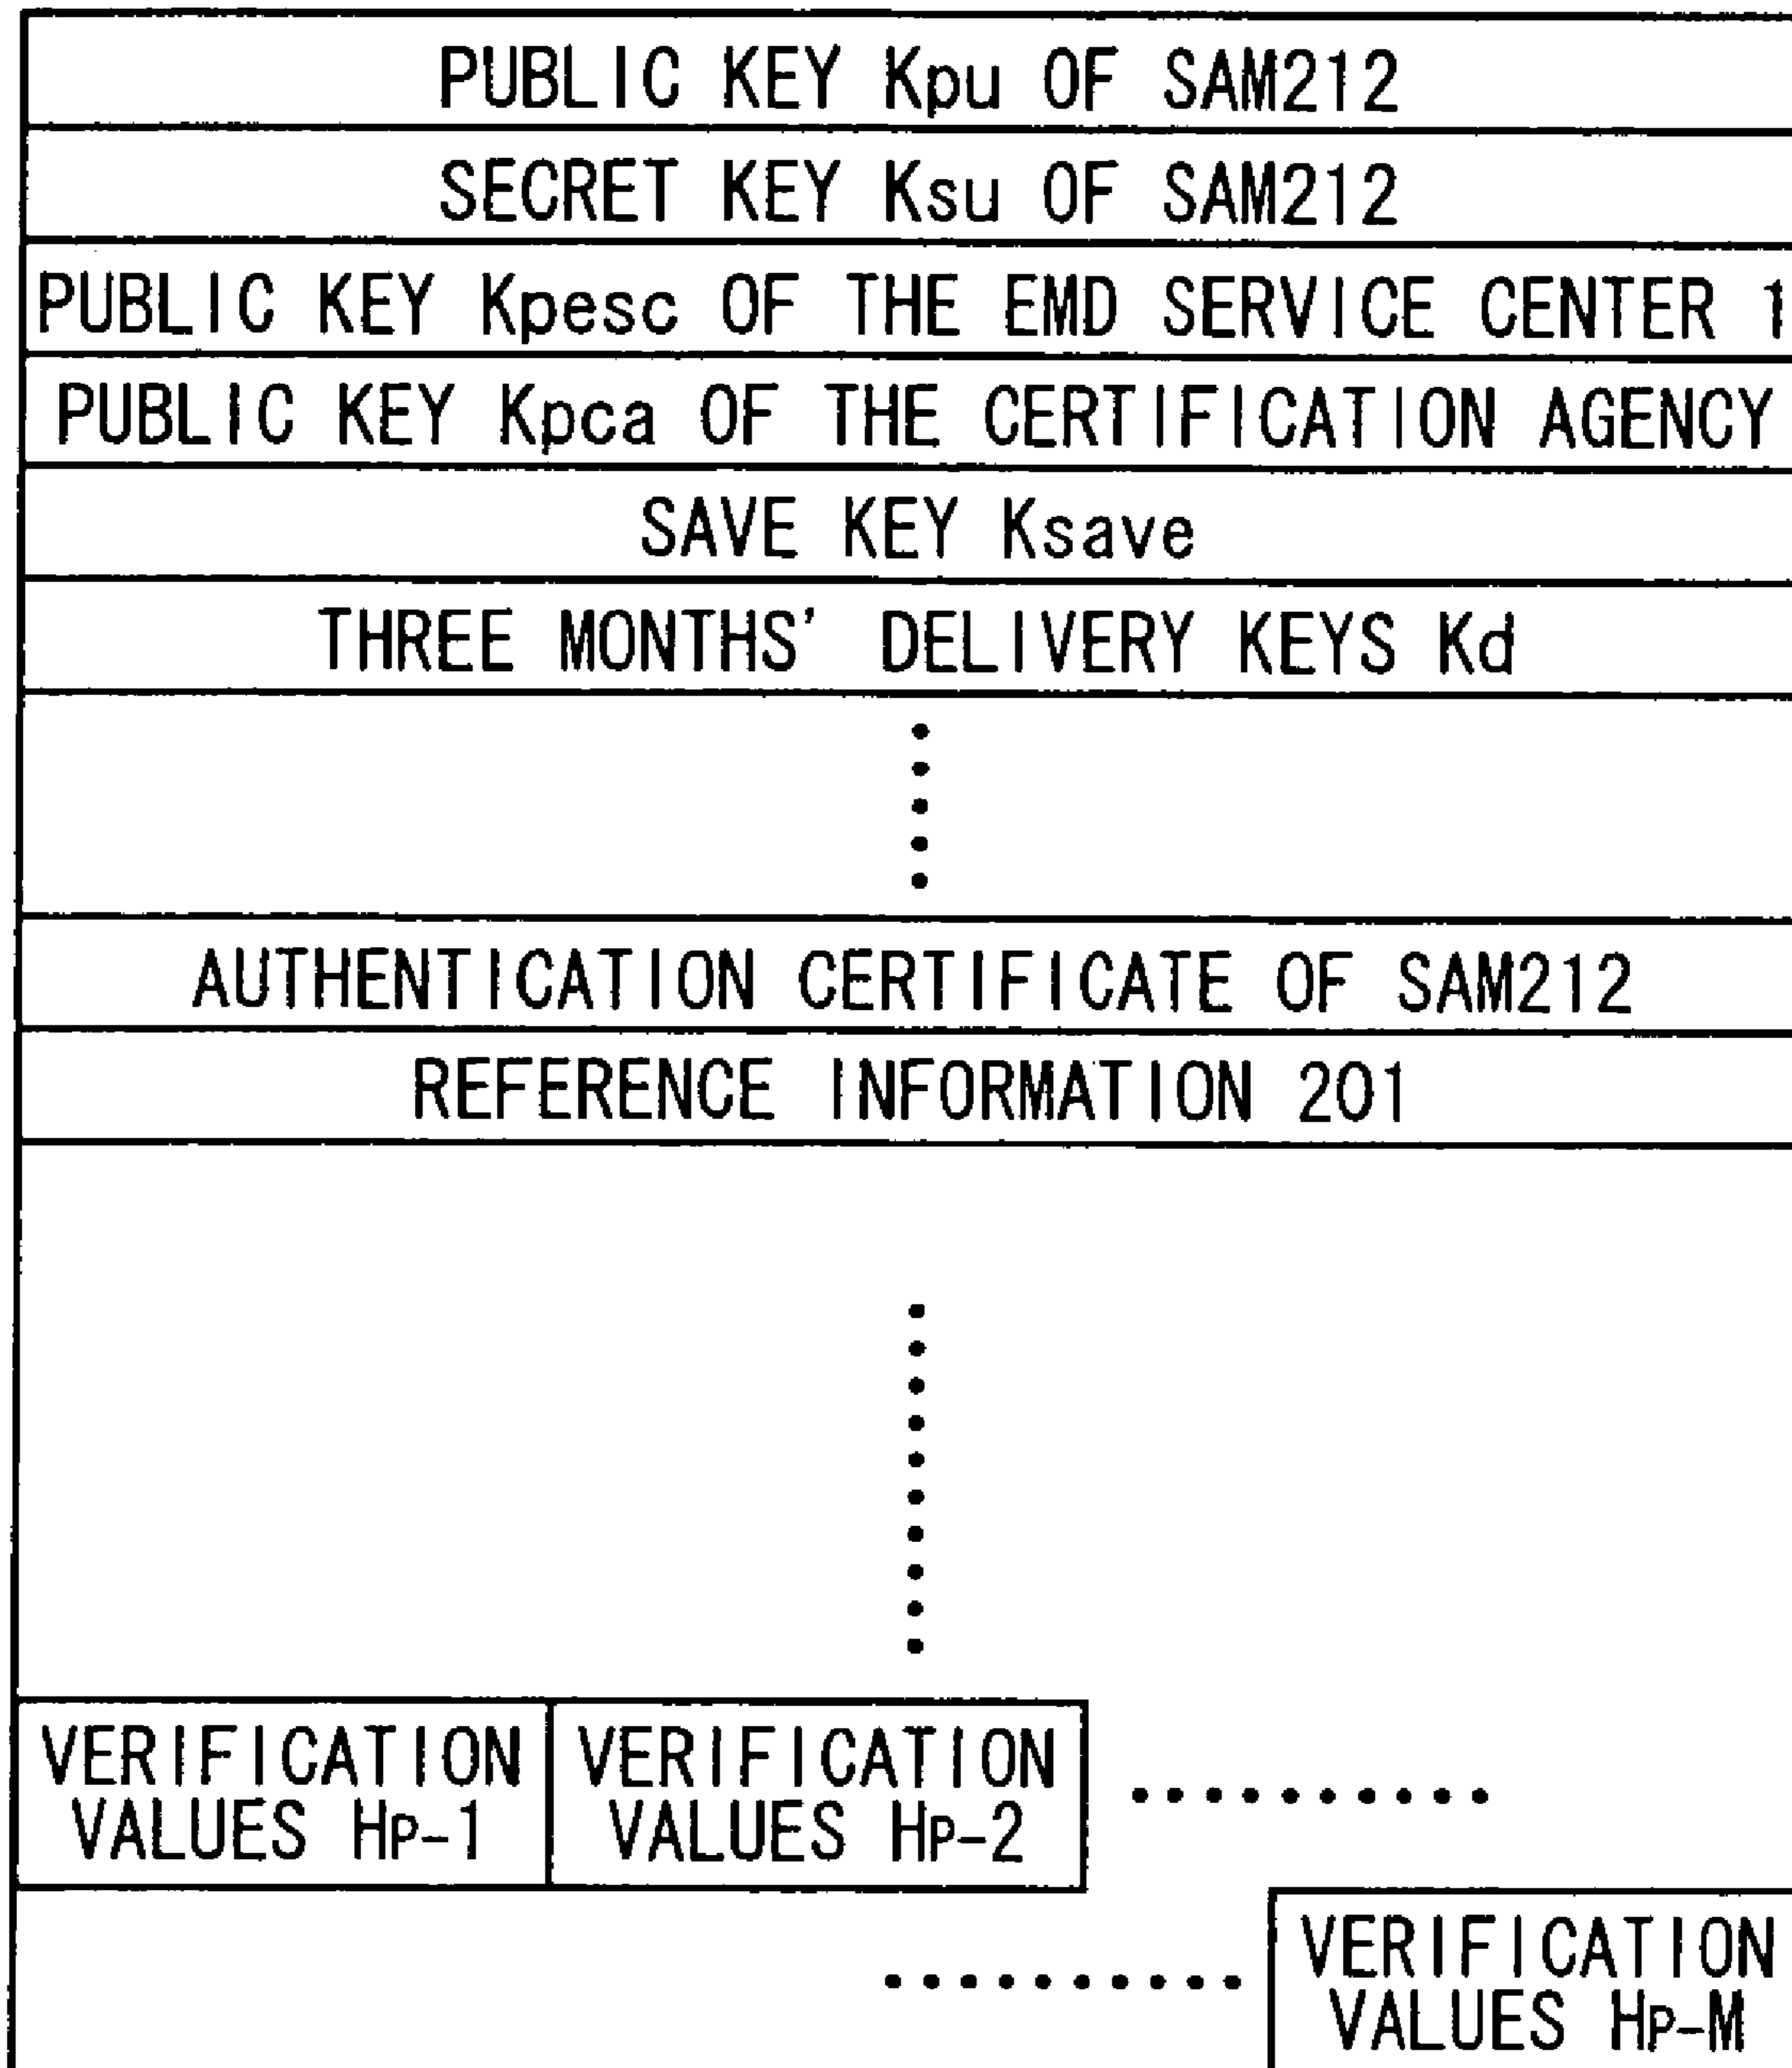 PUBLIC KEY Kpu OF SAM212
SECRET KEY Ksu OF SAM212
PUBLIC KEY Kpesc OF THE EMD SERVICE CENTER 1
PUBLIC KEY Kpca OF THE CERTIFICATION AGENCY
SAVE KEY Ksave
THREE MONTHS' DELIVERY KEYS Kd
AUTHENTICATION CERTIFICATE OF SAM212
REFERENCE INFORMATION 201
VERIFICATION
VALUES HP-1
VERIFICATION
VALUES HP-2
VERIFICATION
VALUES HP-M